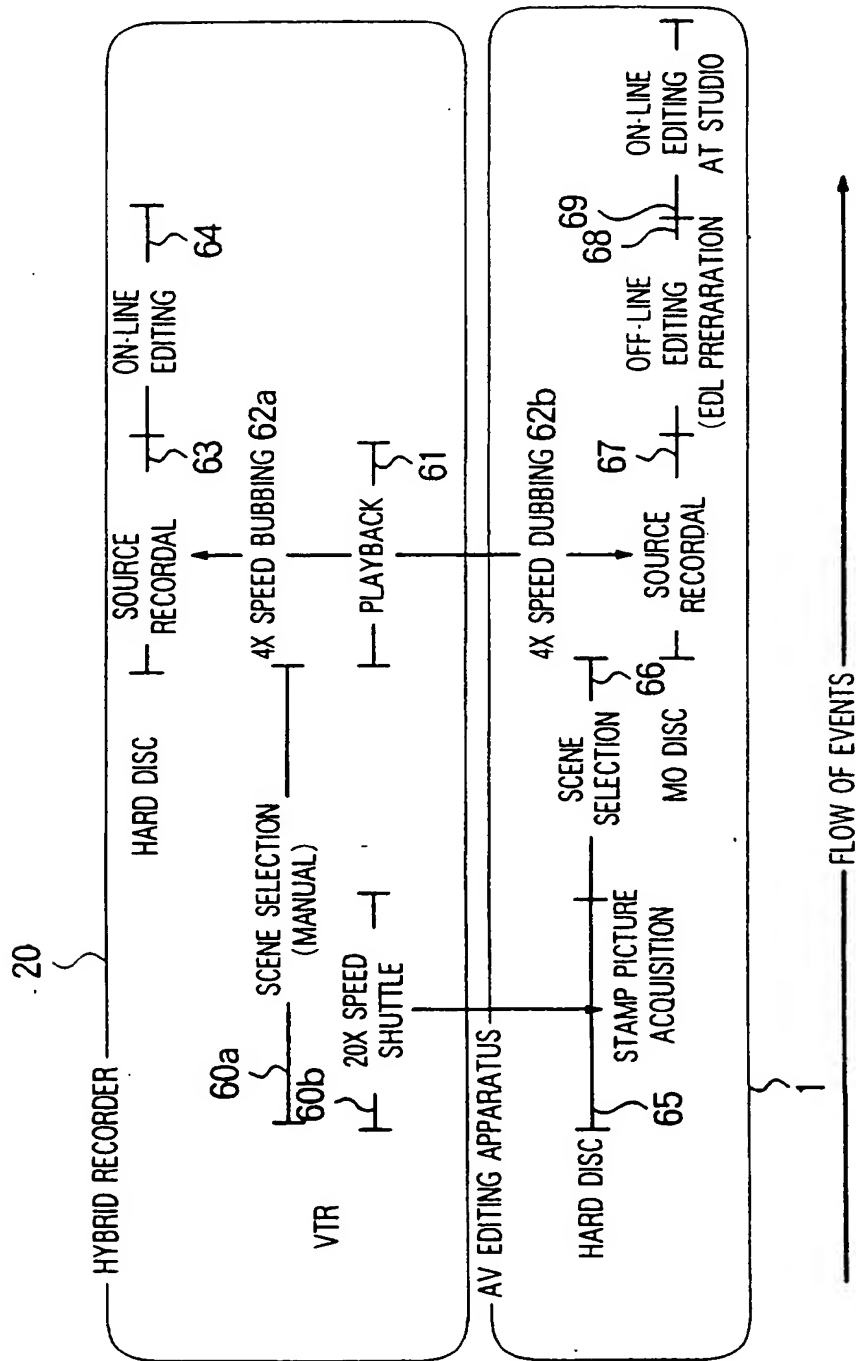 20
HYBRID RECORDER
HARD DISC
SOURCE
RECORDAL
63
ON-LINE
EDITING
64
60a
SCENE SELECTION
(MANUAL)
4X SPEED BUBBING 62a
VTR
60b
20X SPEED
SHUTTLE
PLAYBACK
61
AV EDITING APPARATUS
4X SPEED DUBBING 62b
HARD DISC
65
STAMP PICTURE
ACQUISITION
SCENE
SELECTION
66
MO DISC
SOURCE
RECORDAL
67
OFF-LINE
EDITING
(EDL PRERARATION)
68
69
ON-LINE
EDITING
AT STUDIO
1
FLOW OF EVENTS